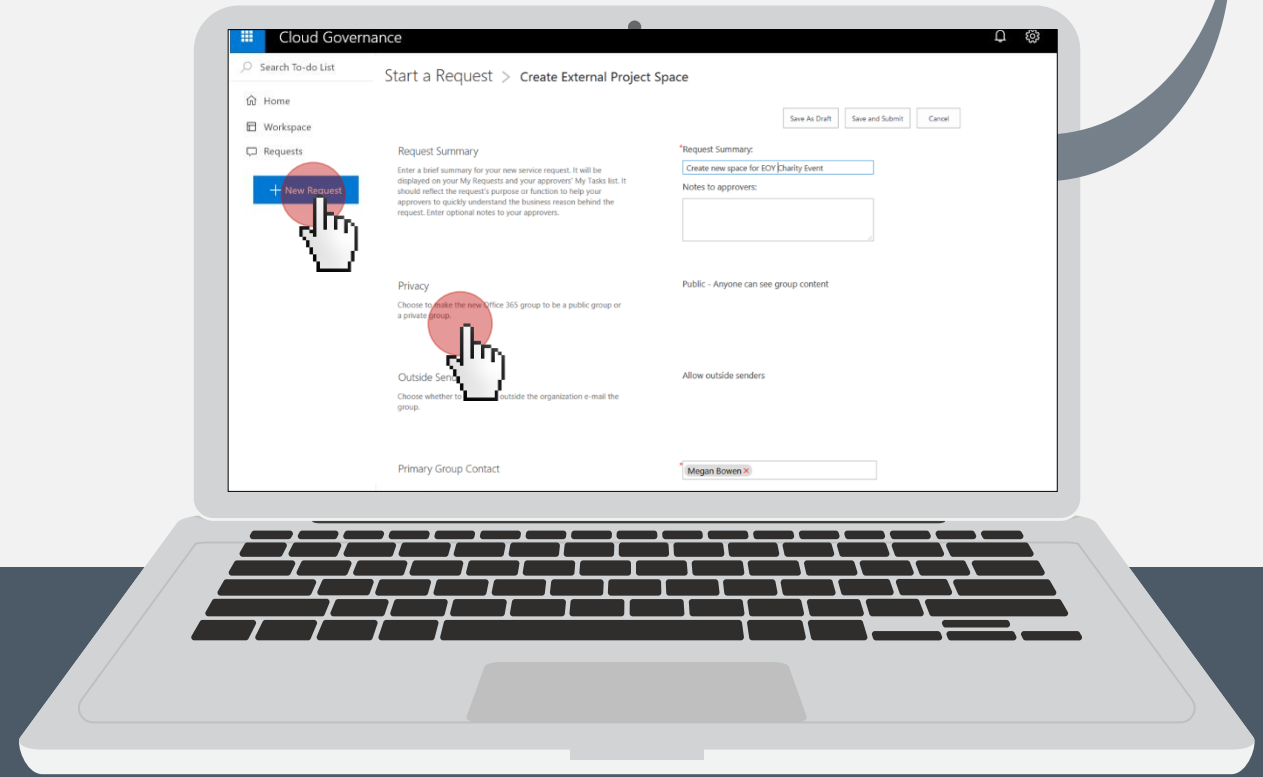 Cloud Governance
Search To-do List
Start a Request > Create External Project Space
Home
Workspace
Requests
+ New Request
Save As Draft
Save and Submit
Cancel
Request Summary
Enter a brief summary for your new service request. It will be
displayed on your My Requests and your approvers' My Tasks list. It
should reflect the request's purpose or function to help your
approvers to quickly understand the business reason behind the
request. Enter optional notes to your approvers.
*Request Summary:
Create new space for EOY Charity Event
Notes to approvers:
Privacy
Choose to make the new Office 365 group to be a public group or
a private group.
Public - Anyone can see group content
Outside Sen
Choose whether to outside the organization e-mail the
group.
Allow outside senders
Primary Group Contact
*
Megan Bowen ×